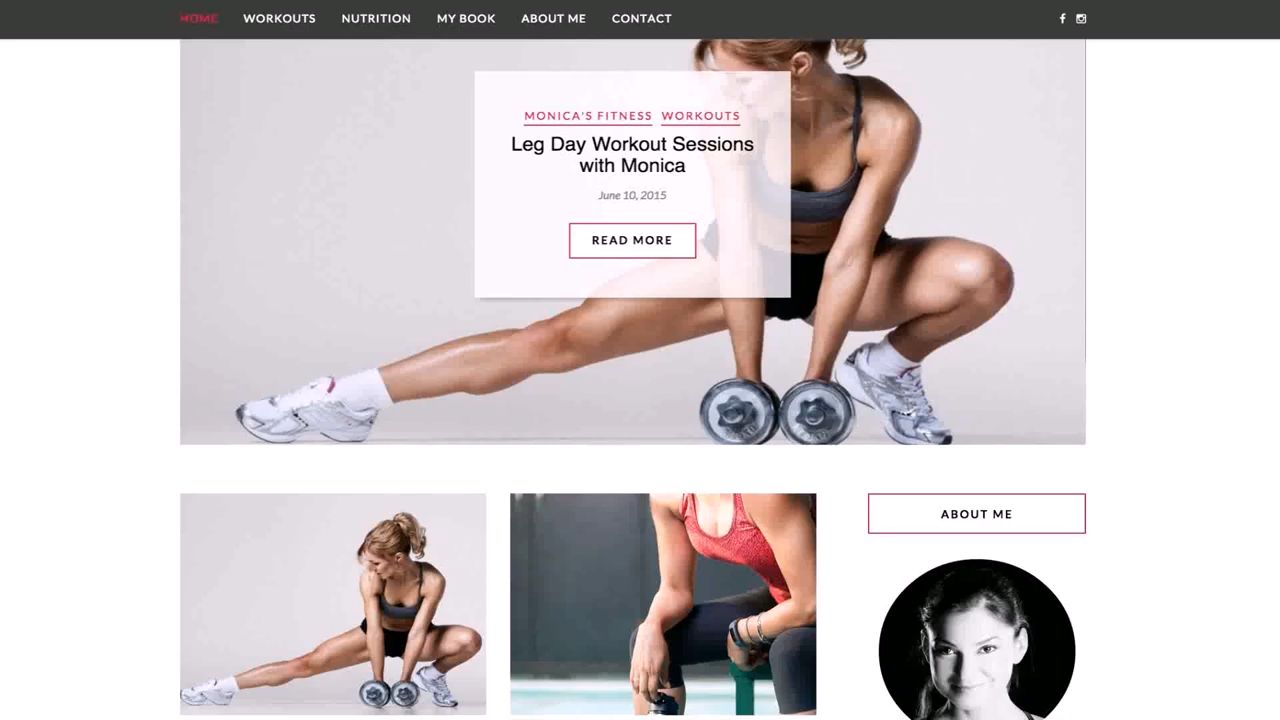 HOME WORKOUTS NUTRITION MY BOOK ABOUT ME CONTACT
MONICA'S FITNESS WORKOUTS
Leg Day Workout Sessions
with Monica
June 10, 2015
READ MORE
ABOUT ME